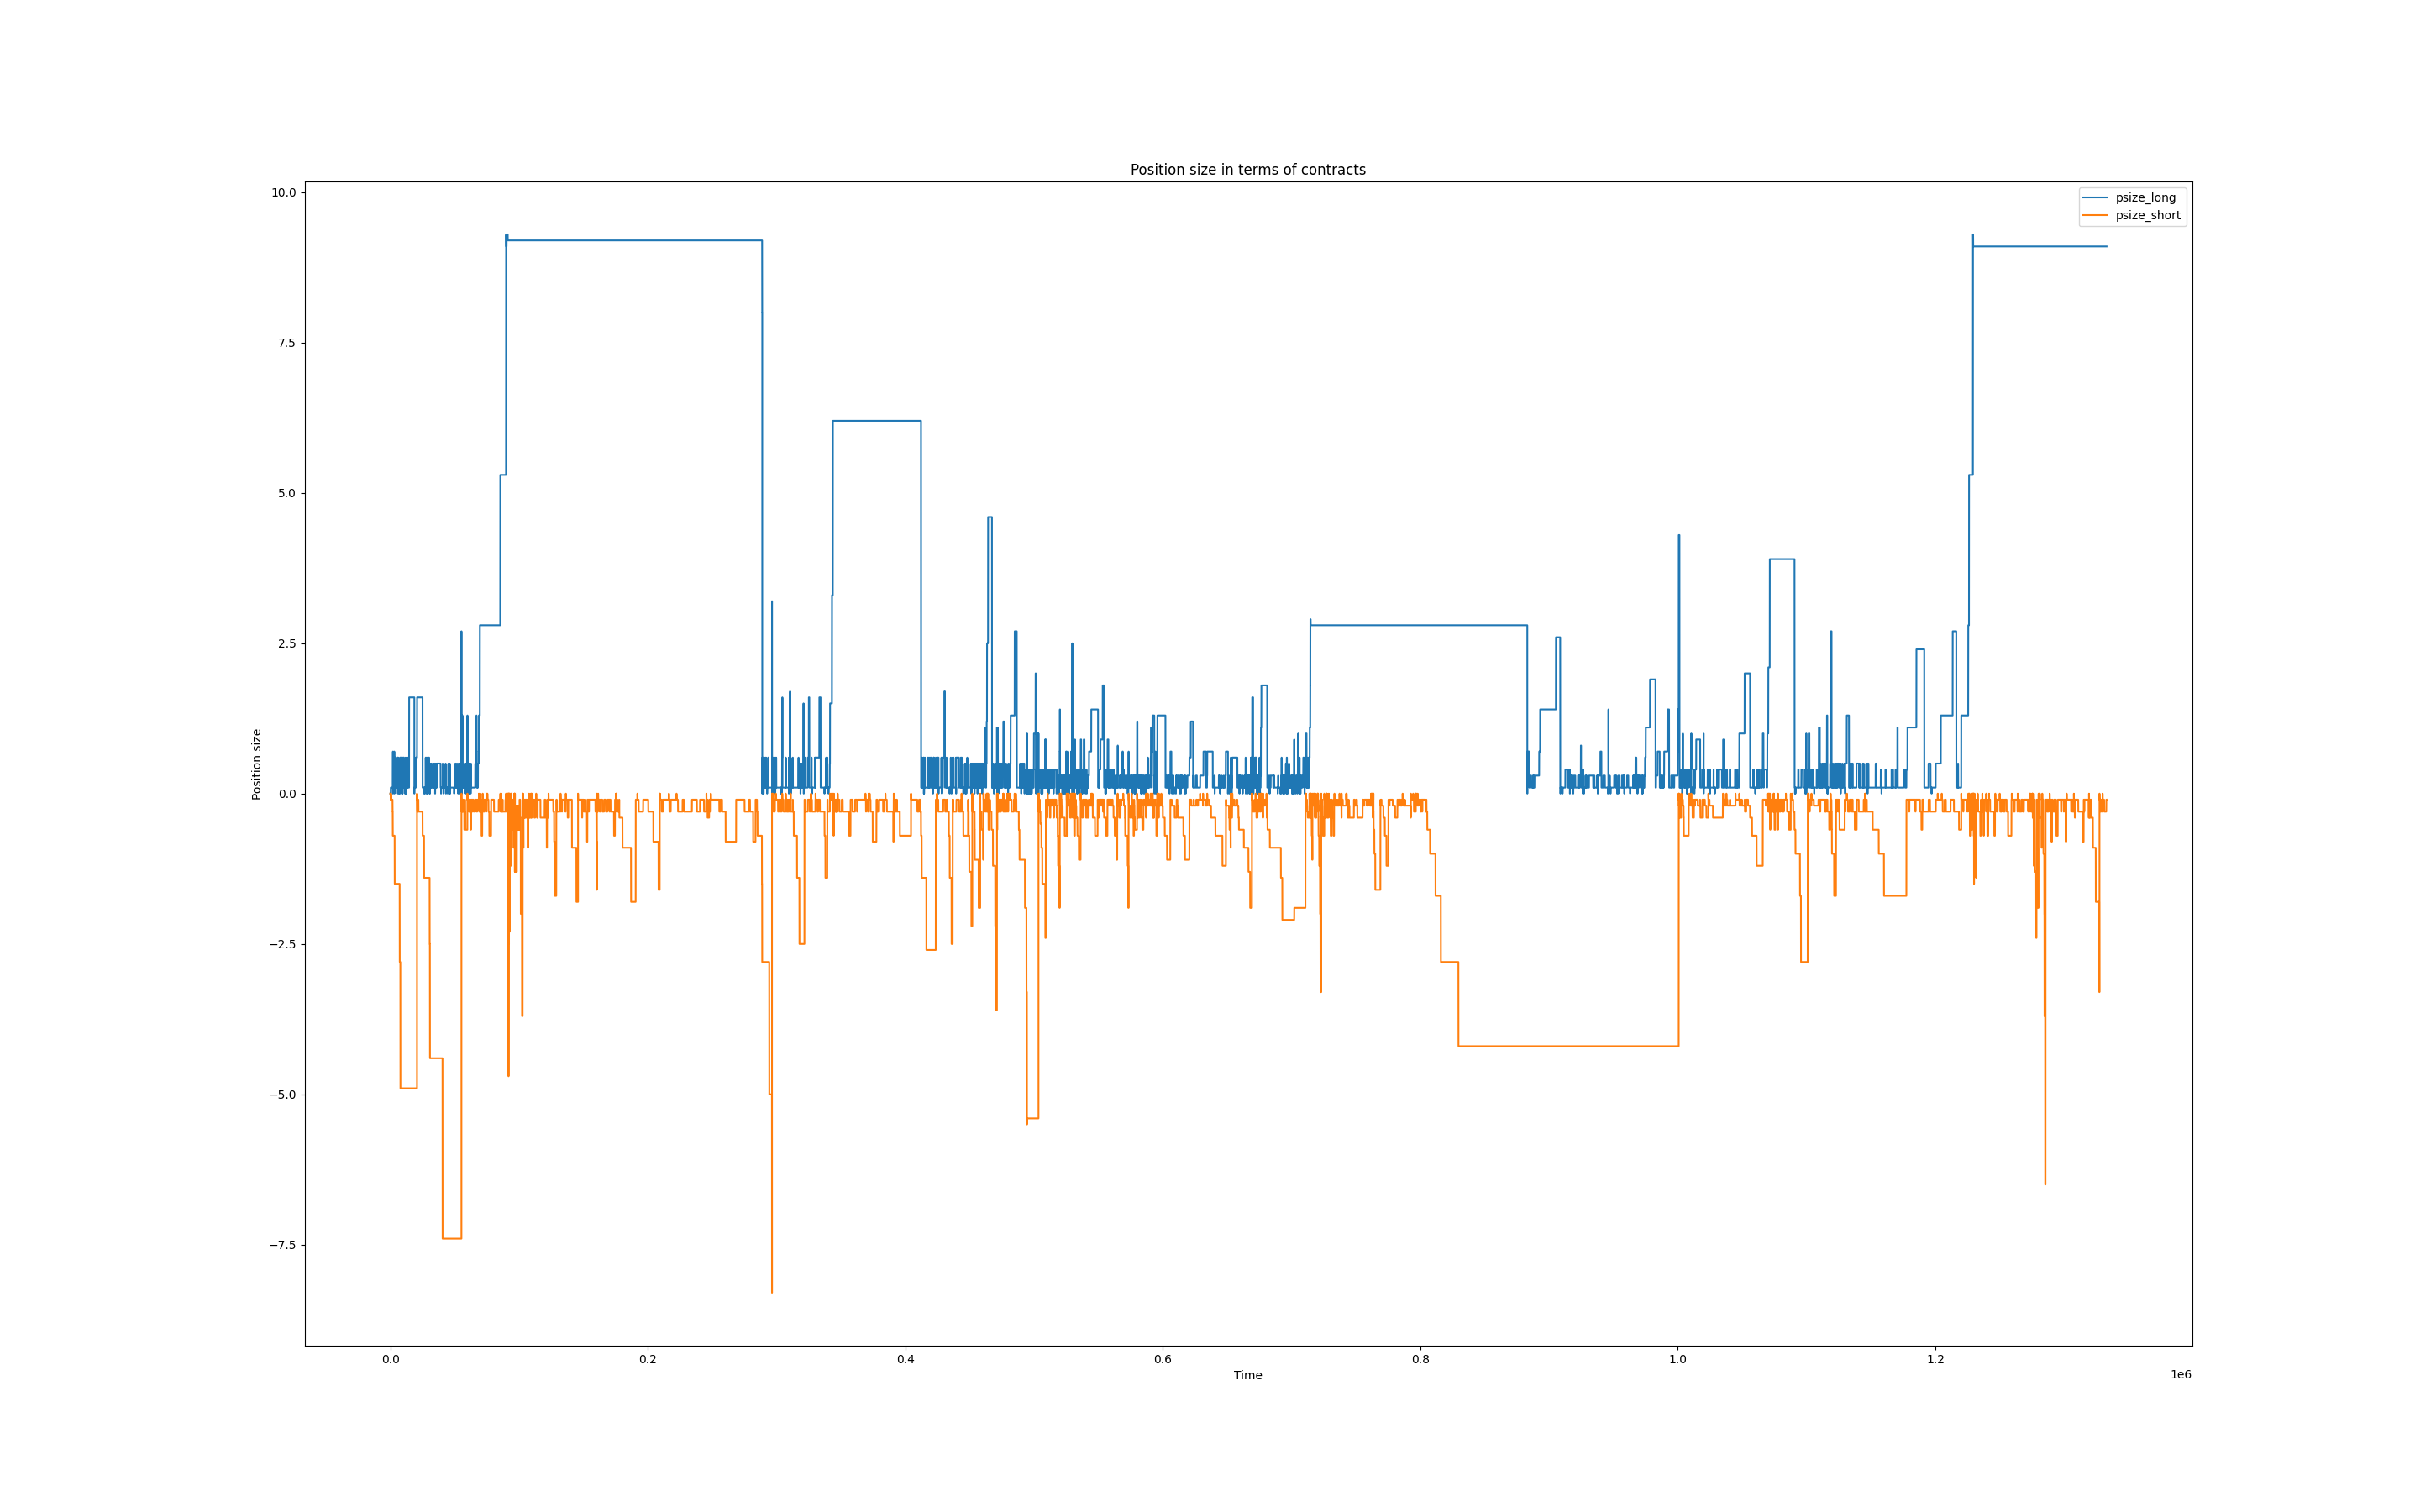 Position size in terms of contracts
psize_long
psize_short
10.0
7.5
5.0
2.5
0.0
−2.5
−5.0
−7.5
Position size
0.0 0.2 0.4 0.6 0.8 1.0 1.2
Time
1e6